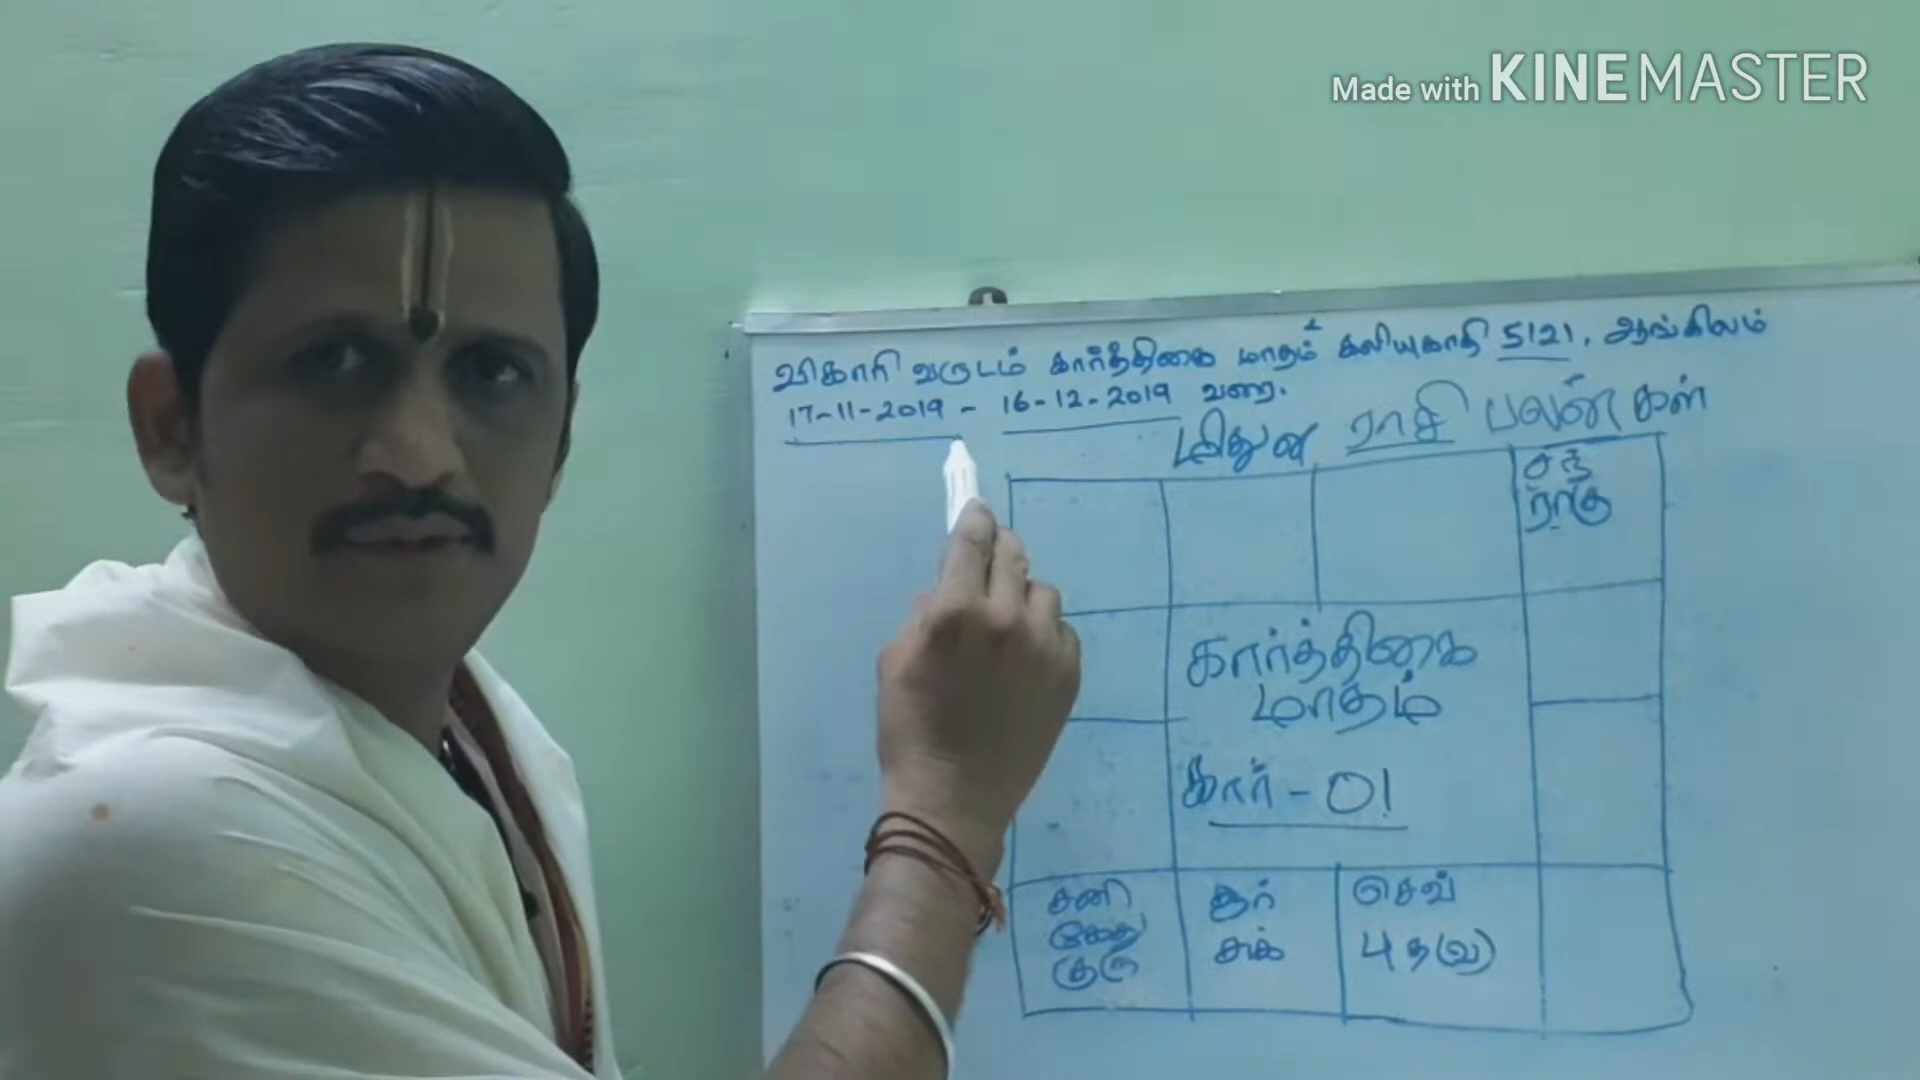 Made with KINEMASTER
விகாரி வருடம் கார்த்திகை மாதம் கலியுகாதி 5121, ஆங்கிலம்
17-11-2019 - 16-12-2019 வரை.
மிதுன ராசி பலன்கள்
சந்
ராகு
கார்த்திகை
மாதம்
கார் - 01
சனி
கேது
குரு
சூர்
சுக்
செவ்
புத(வ)